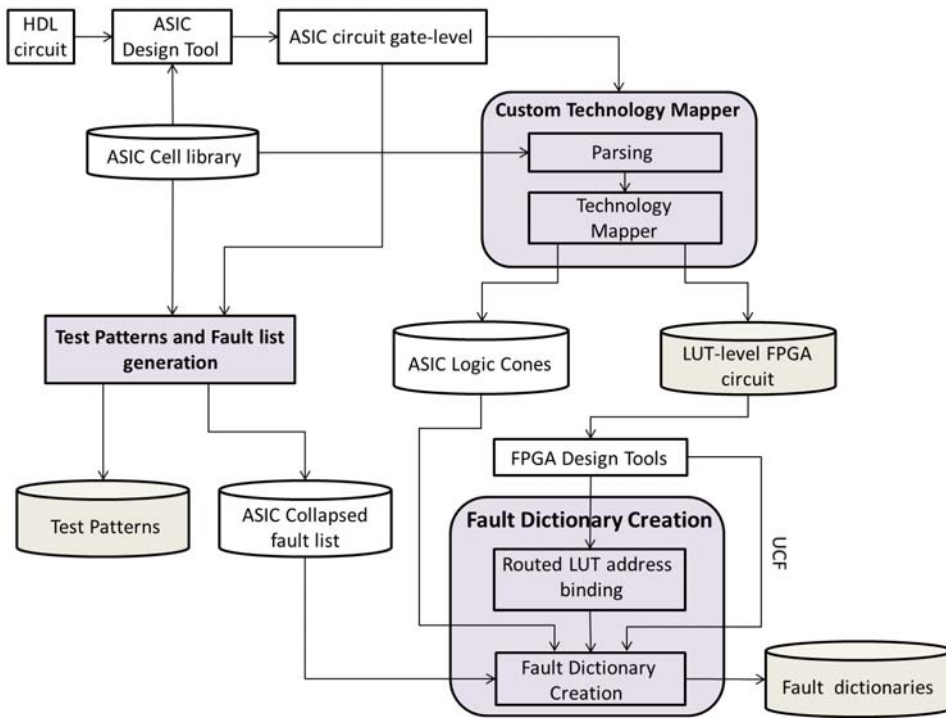 HDL
circuit
ASIC
Design Tool
ASIC circuit gate-level
Custom Technology Mapper
ASIC Cell library
Parsing
Technology
Mapper
Test Patterns and Fault list
generation
ASIC Logic Cones
LUT-level FPGA
circuit
FPGA Design Tools
Test Patterns
ASIC Collapsed
fault list
Fault Dictionary Creation
UCF
Routed LUT address
binding
Fault Dictionary
Creation
Fault dictionaries